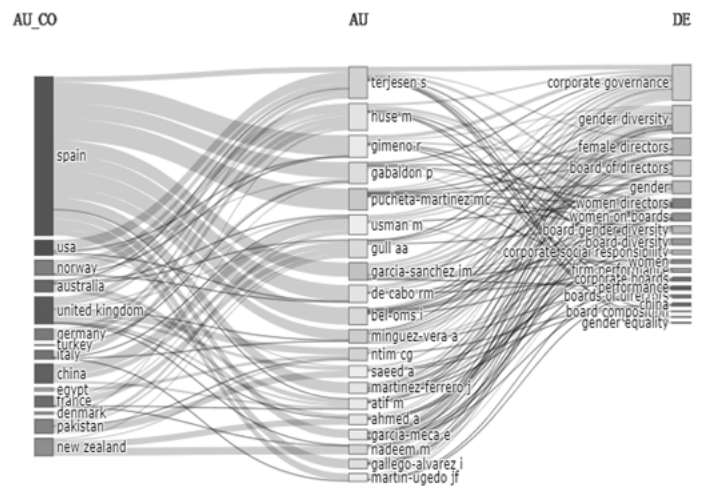 AU_CO
AU
DE
spain
usa
norway
australia
united kingdom
germany
turkey
italy
china
egypt
france
denmark
pakistan
new zealand
terjesen s
huse m
gimeno r
gabaldon p
pucheta-martinez mc
usman m
gull aa
garcia-sanchez im
de cabo rm
bel-oms i
minguez-vera a
ntim cg
saeed a
martinez-ferrero j
atif m
ahmed a
garcia-meca e
nadeem m
gallego-alvarez i
martin-ugedo jf
corporate governance
gender diversity
female directors
board of directors
gender
women directors
women on boards
board gender diversity
board diversity
corporate social responsibility
women
firm performance
corporate boards
performance
boards of directors
china
board composition
gender equality